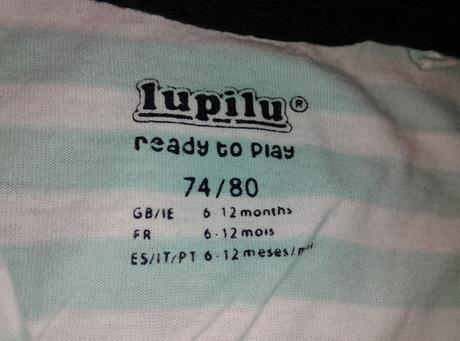 lupilu®
ready to play
74/80
GB/IE 6-12 months
FR 6-12 mois
ES/IT/PT 6-12 meses/